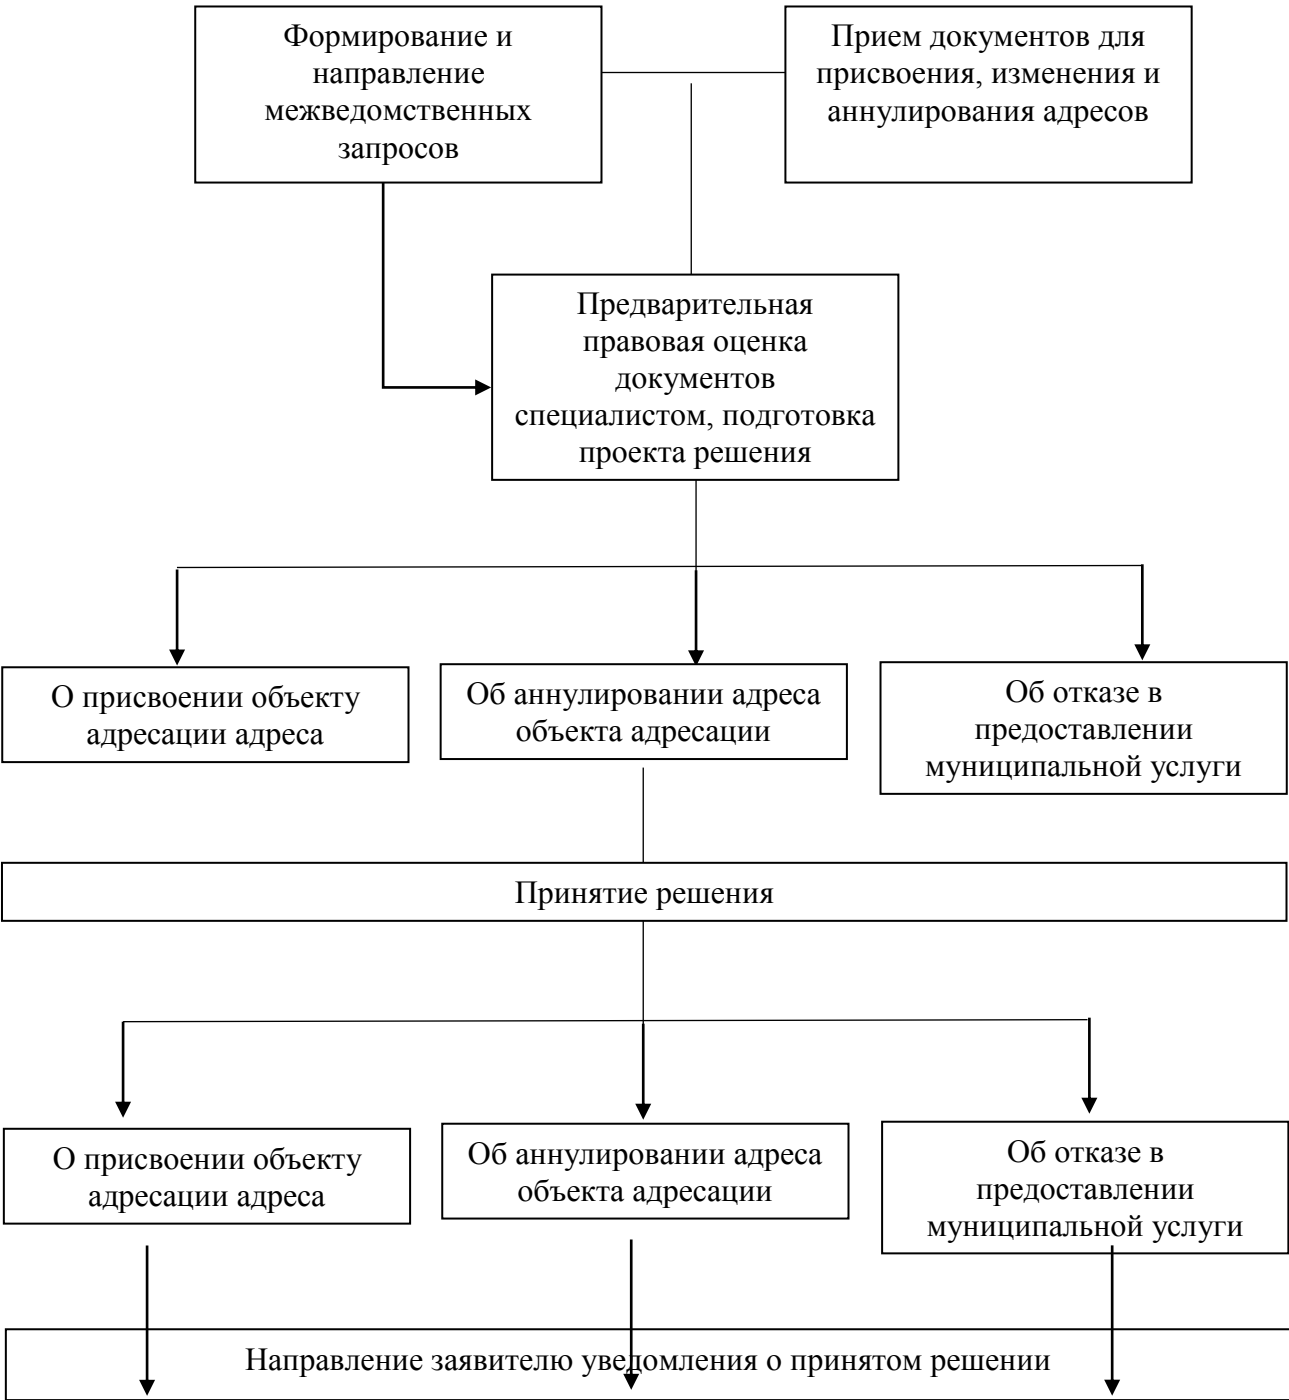 Формирование и
направление
межведомственных
запросов
Прием документов для
присвоения, изменения и
аннулирования адресов
Предварительная
правовая оценка
документов
специалистом, подготовка
проекта решения
О присвоении объекту
адресации адреса
Об аннулировании адреса
объекта адресации
Об отказе в
предоставлении
муниципальной услуги
Принятие решения
О присвоении объекту
адресации адреса
Об аннулировании адреса
объекта адресации
Об отказе в
предоставлении
муниципальной услуги
Направление заявителю уведомления о принятом решении